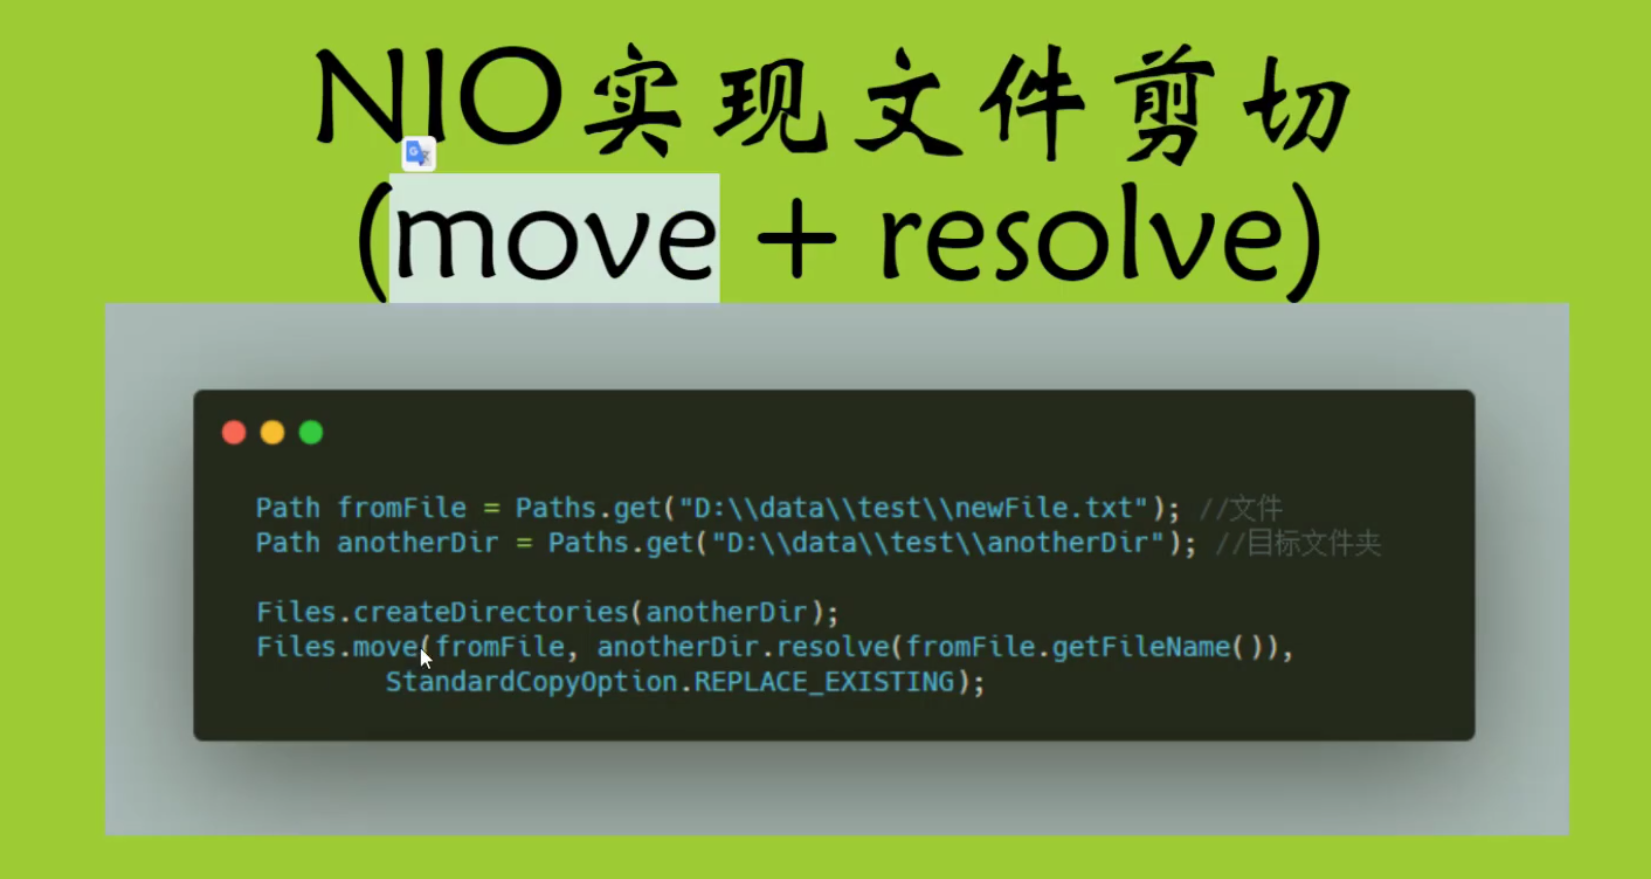 NIO实现文件剪切
(move + resolve)
Path fromFile = Paths.get("D:\\data\\test\\newFile.txt"); //文件
Path anotherDir = Paths.get("D:\\data\\test\\anotherDir"); //目标文件夹
Files.createDirectories(anotherDir);
Files.move(fromFile, anotherDir.resolve(fromFile.getFileName()),
StandardCopyOption.REPLACE_EXISTING);